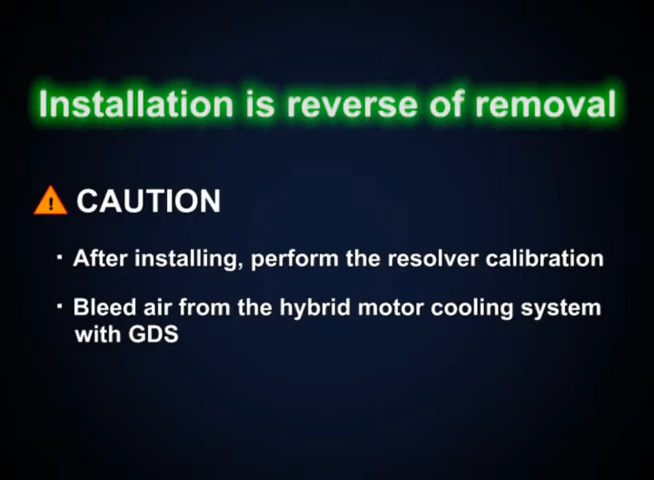 Installation is reverse of removal
CAUTION
· After installing, perform the resolver calibration
· Bleed air from the hybrid motor cooling system
with GDS